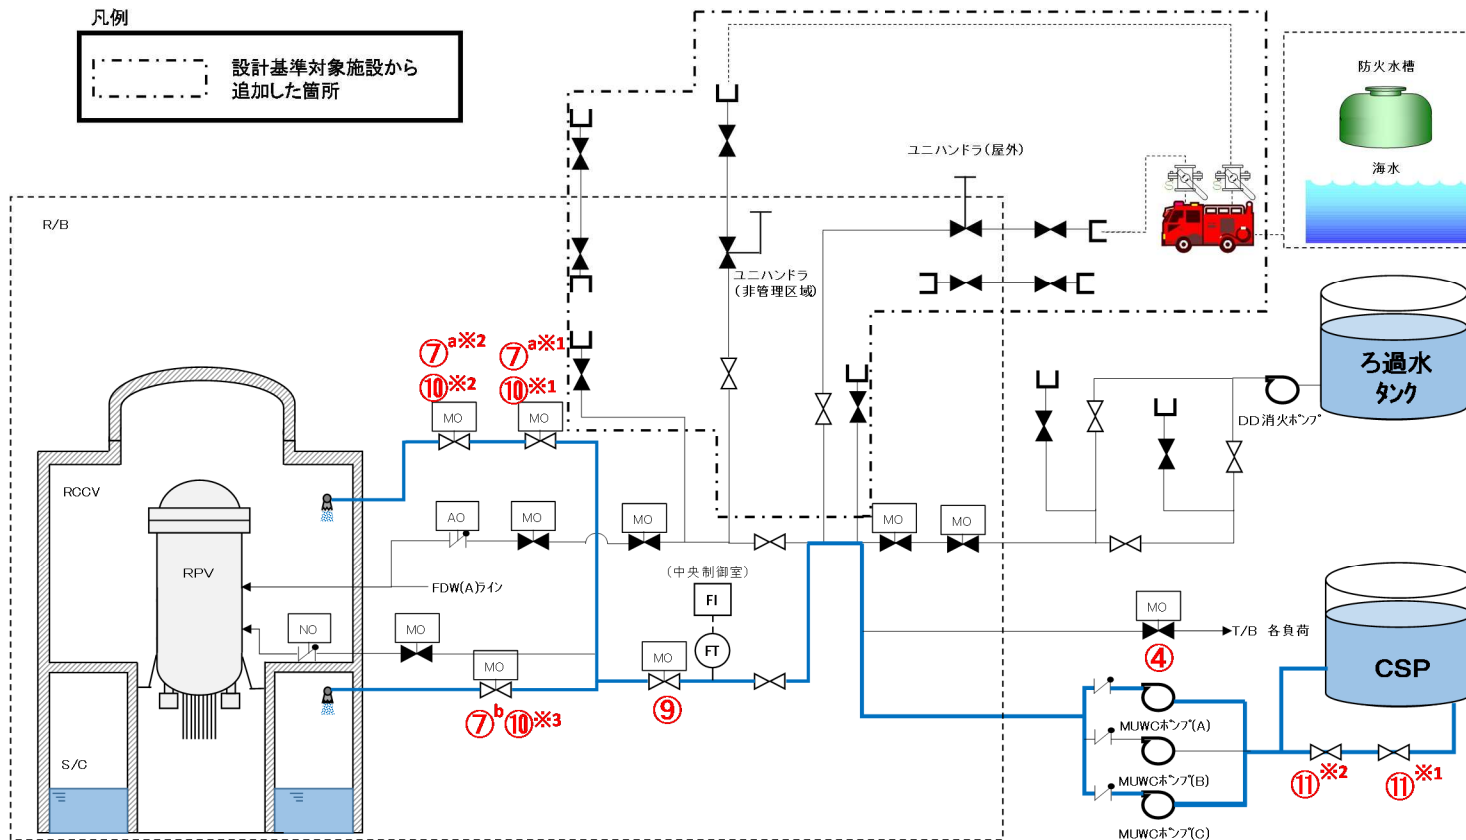 凡例
設計基準対象施設から
追加した箇所
防火水槽
海水
ユニハンドラ(屋外)
R/B
ユニハンドラ
(非管理区域)
⑦a※2
⑦a※1
⑩※2
⑩※1
MO
MO
ろ過水
タンク
DD消火ポンプ
RCCV
AO
MO
MO
MO
MO
RPV
FDW(A)ライン
(中央制御室)
FI
FT
NO
MO
MO
T/B 各負荷
④
CSP
MO
MO
⑦b⑩※3
⑨
MUWCポンプ(A)
S/C
MUWCポンプ(B)
⑪※2
⑪※1
MUWCポンプ(C)